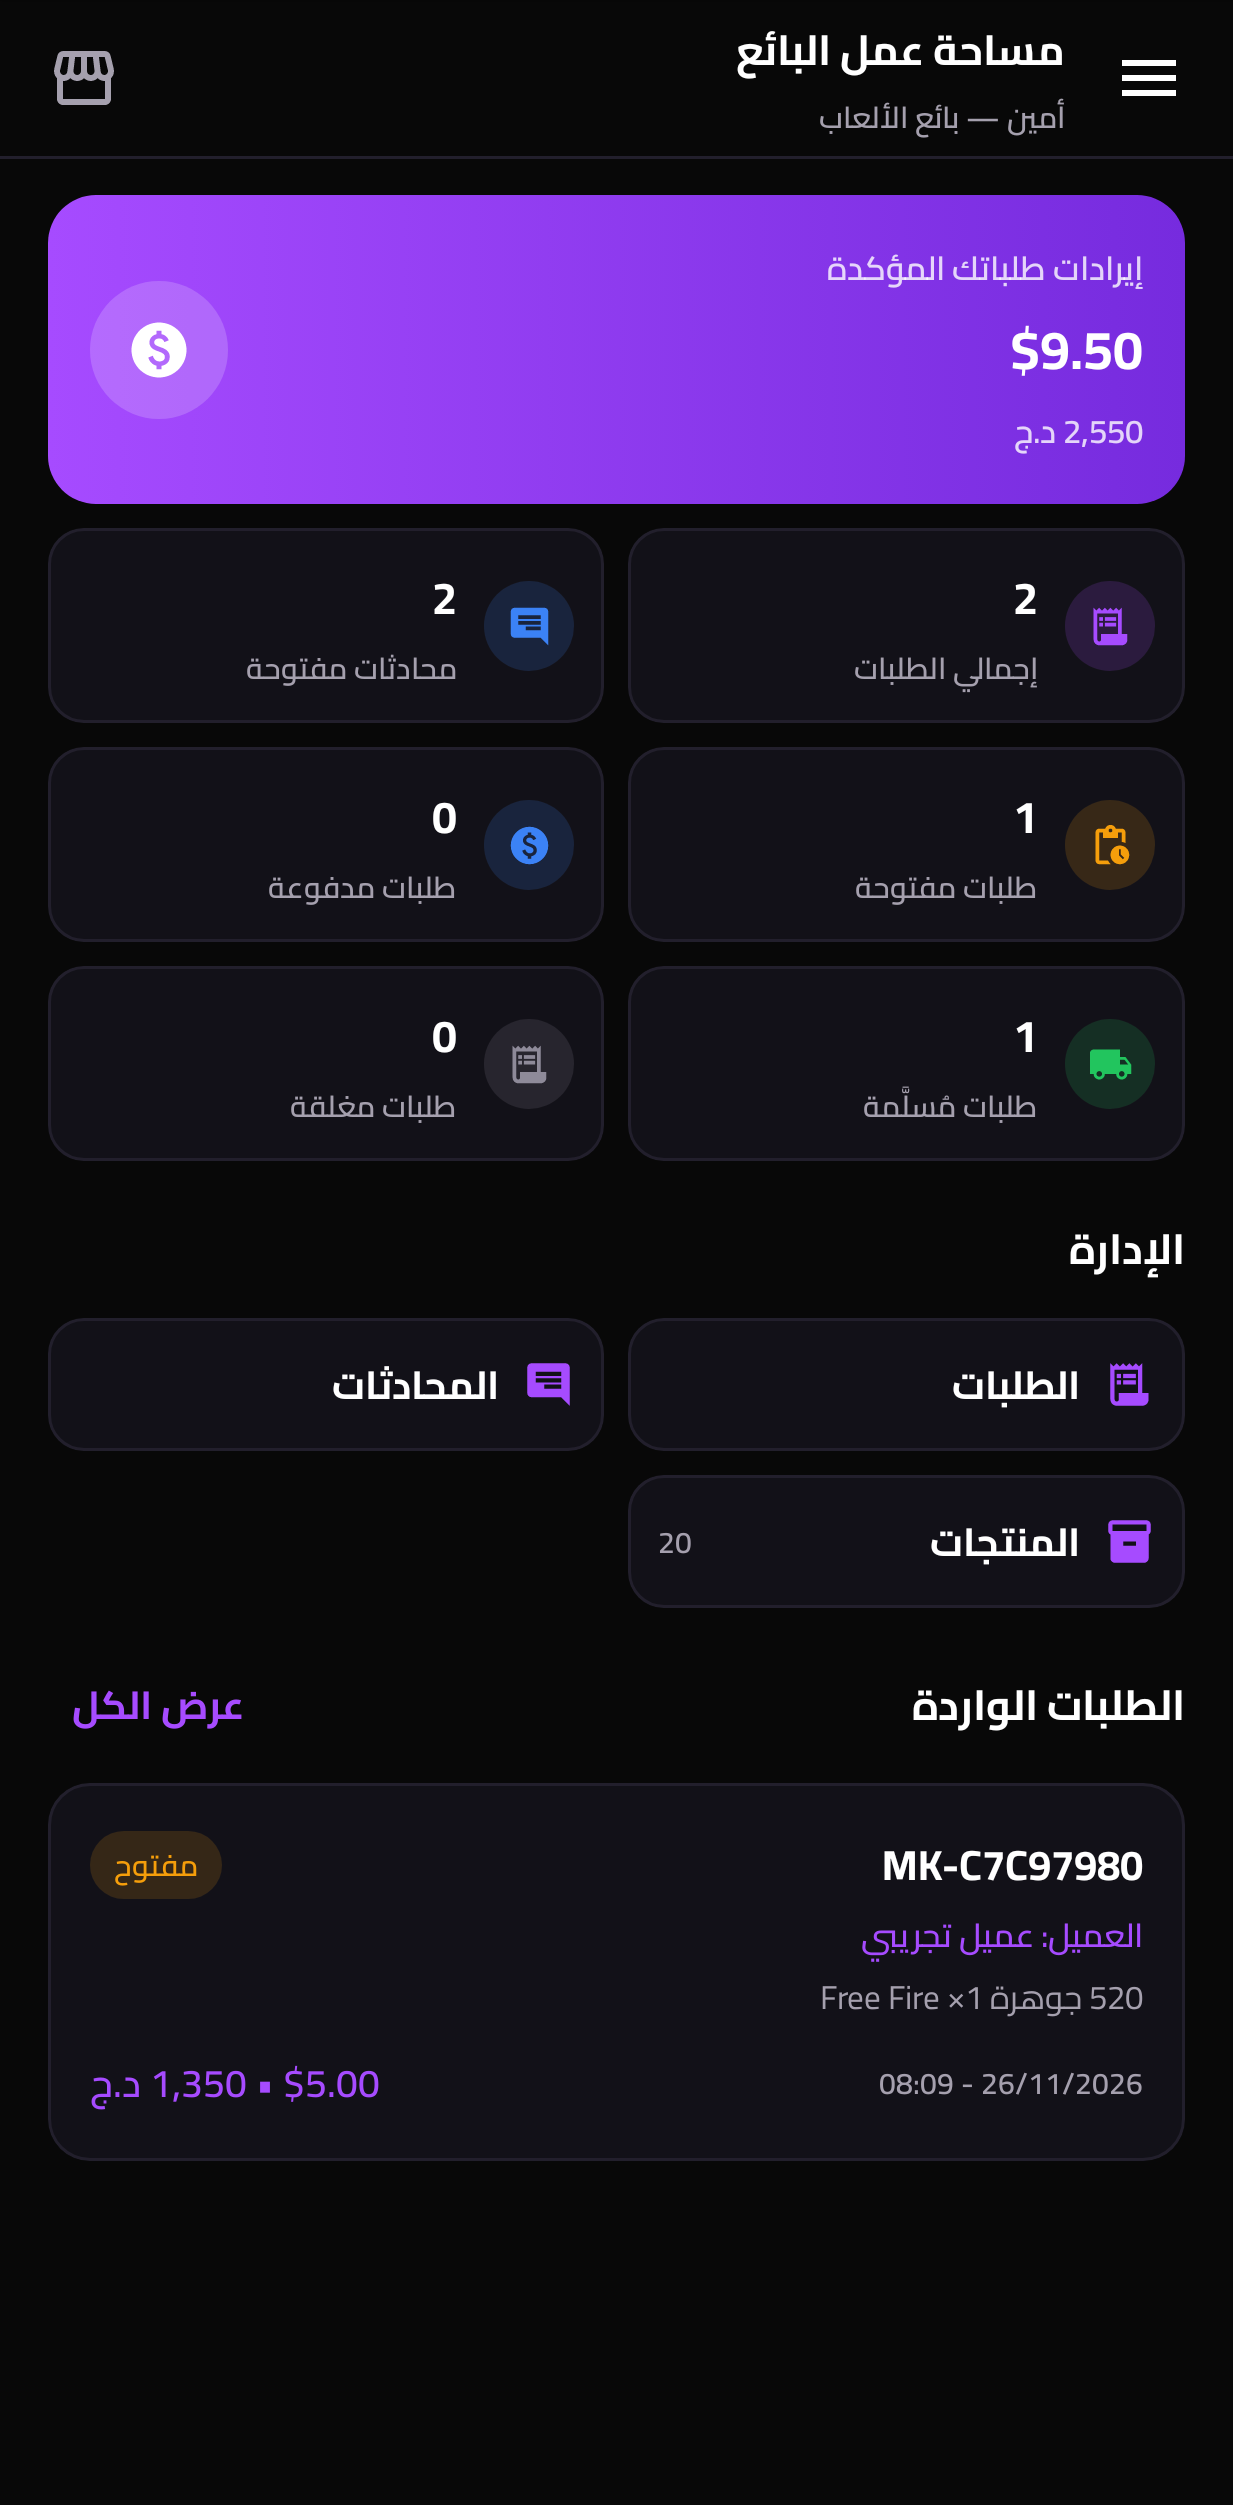 مساحة عمل البائع
أمين — بائع الألعاب
إيرادات طلباتك المؤكدة
$9.50
2,550 د.ج
2
إجمالي الطلبات
2
محادثات مفتوحة
1
طلبات مفتوحة
0
طلبات مدفوعة
1
طلبات مُسلَّمة
0
طلبات مغلقة
الإدارة
الطلبات
المحادثات
المنتجات
20
الطلبات الواردة
عرض الكل
MK-C7C97980
مفتوح
العميل: عميل تجريبي
520 جوهرة Free Fire ×1
08:09 - 26/11/2026
$5.00 ▪ 1,350 د.ج